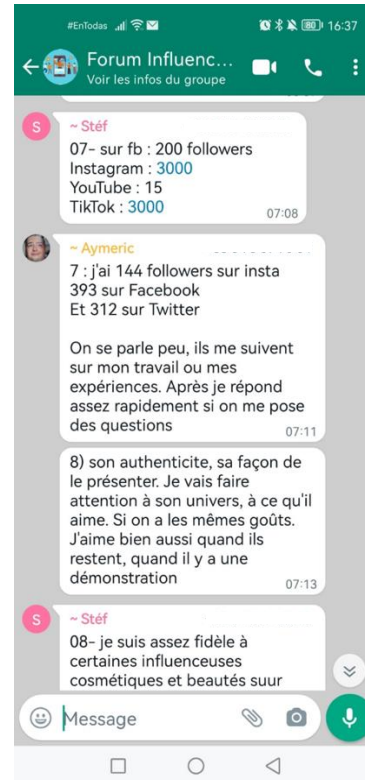 #EnTodas
80 16:37
Forum Influenc...
Voir les infos du groupe
S
~ Stéf
07- sur fb : 200 followers
Instagram : 3000
YouTube : 15
TikTok : 3000
07:08
~ Aymeric
7 : j'ai 144 followers sur insta
393 sur Facebook
Et 312 sur Twitter
On se parle peu, ils me suivent
sur mon travail ou mes
expériences. Après je répond
assez rapidement si on me pose
des questions
07:11
8) son authenticite, sa façon de
le présenter. Je vais faire
attention à son univers, à ce qu'il
aime. Si on a les mêmes goûts.
J'aime bien aussi quand ils
restent, quand il y a une
démonstration
07:13
S
~ Stéf
08- je suis assez fidèle à
certaines influenceuses
cosmétiques et beautés suur
Message